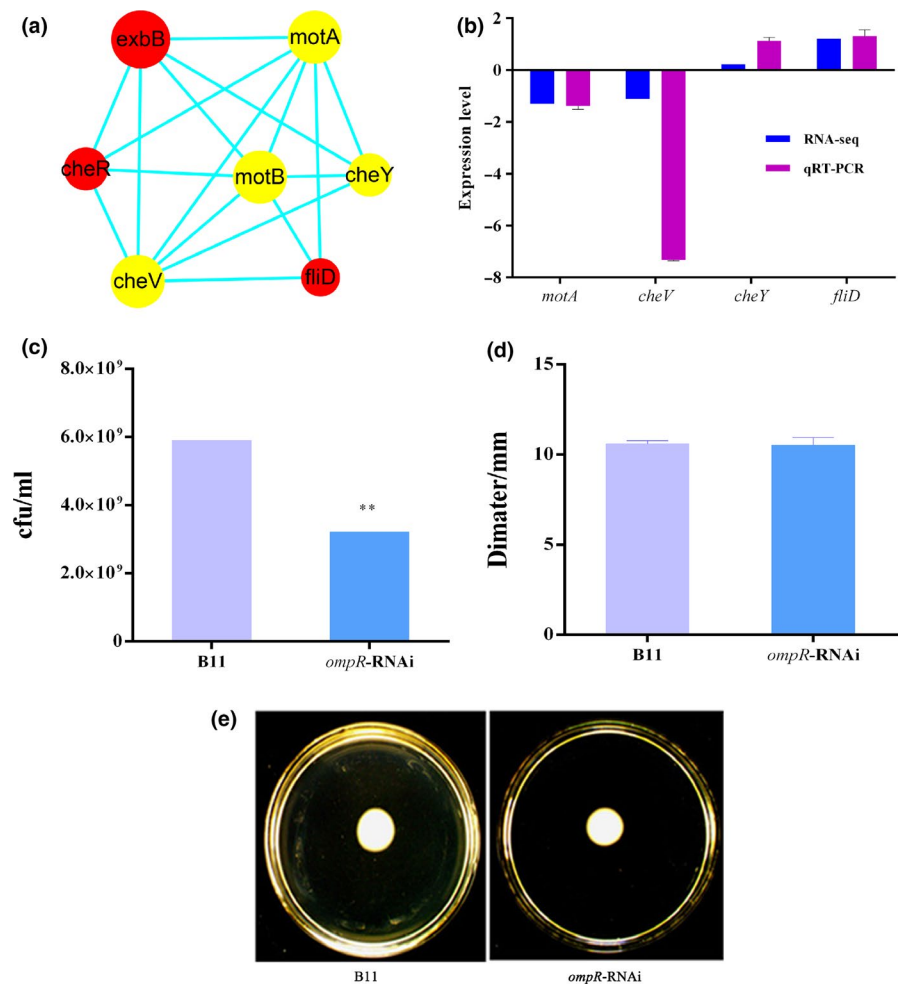 (a)
exbB
motA
cheR
motB
cheY
cheV
fliD
(b)
Expression level
2
0
−2
−4
−6
−8
RNA-seq
qRT-PCR
motA cheV cheY fliD
(c)
cfu/ml
8.0×10⁹
6.0×10⁹
4.0×10⁹
2.0×10⁹
0
**
B11 ompR-RNAi
(d)
Dimater/mm
15
10
5
0
B11 ompR-RNAi
(e)
B11 ompR-RNAi